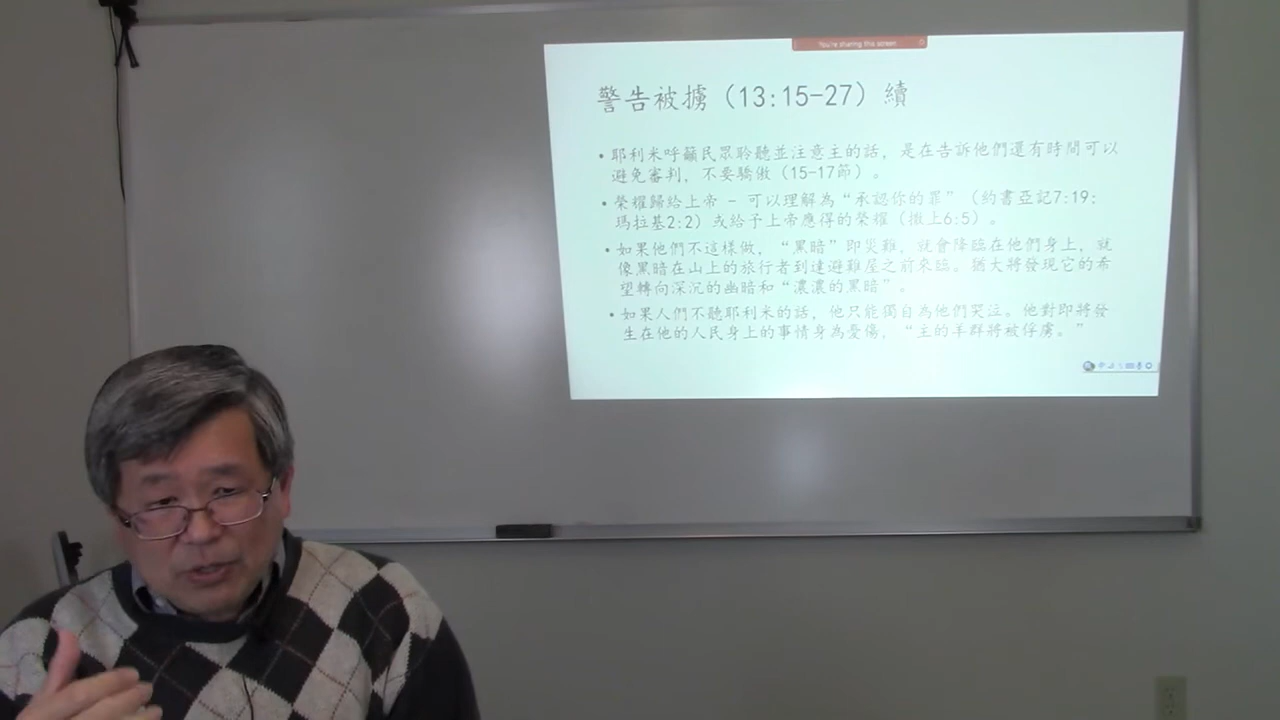 You're sharing this screen
警告被擄（13:15-27）續
• 耶利米呼籲民眾聆聽並注意主的話，是在告訴他們還有時間可以
避免審判，不要驕傲（15-17節）。
• 榮耀歸給上帝 - 可以理解為“承認你的罪”（約書亞記7:19;
瑪拉基2:2）或給予上帝應得的榮耀（撒上6:5）。
• 如果他們不這樣做，“黑暗”即災難，就會降臨在他們身上，就
像黑暗在山上的旅行者到達避難屋之前來臨。猶大將發現它的希
望轉向深沉的幽暗和“濃濃的黑暗”。
• 如果人們不聽耶利米的話，他只能獨自為他們哭泣。他對即將發
生在他的人民身上的事情身為憂傷，“主的羊群將被俘虜。”